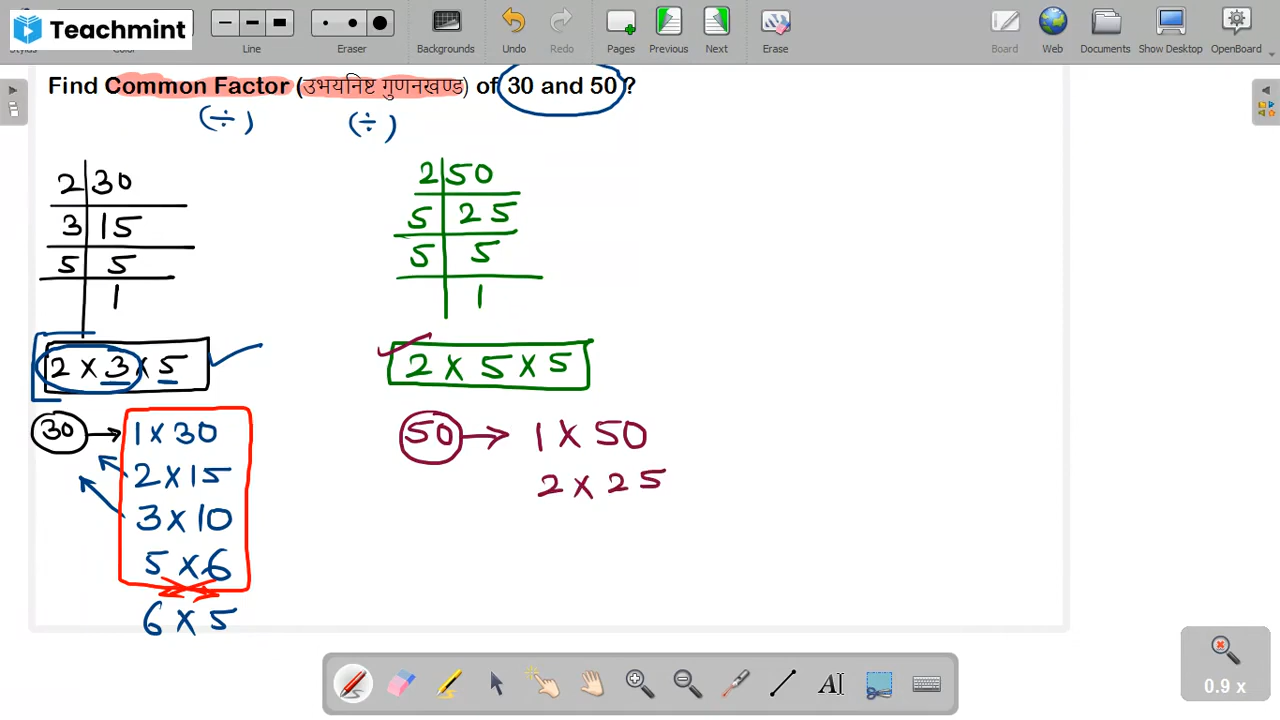 Teachmint
Styles Color Line Eraser Backgrounds Undo Redo Pages Previous Next Erase Board Web Documents Show Desktop OpenBoard
Find Common Factor (उभयनिष्ट गुणनखण्ड) of 30 and 50?
(÷) (÷)
2 30
3 15
5 5
1
2 × 3 × 5
2 50
5 25
5 5
1
2 × 5 × 5
30 → 1 × 30
2 × 15
3 × 10
5 × 6
6 × 5
50 → 1 × 50
2 × 25
0.9 x